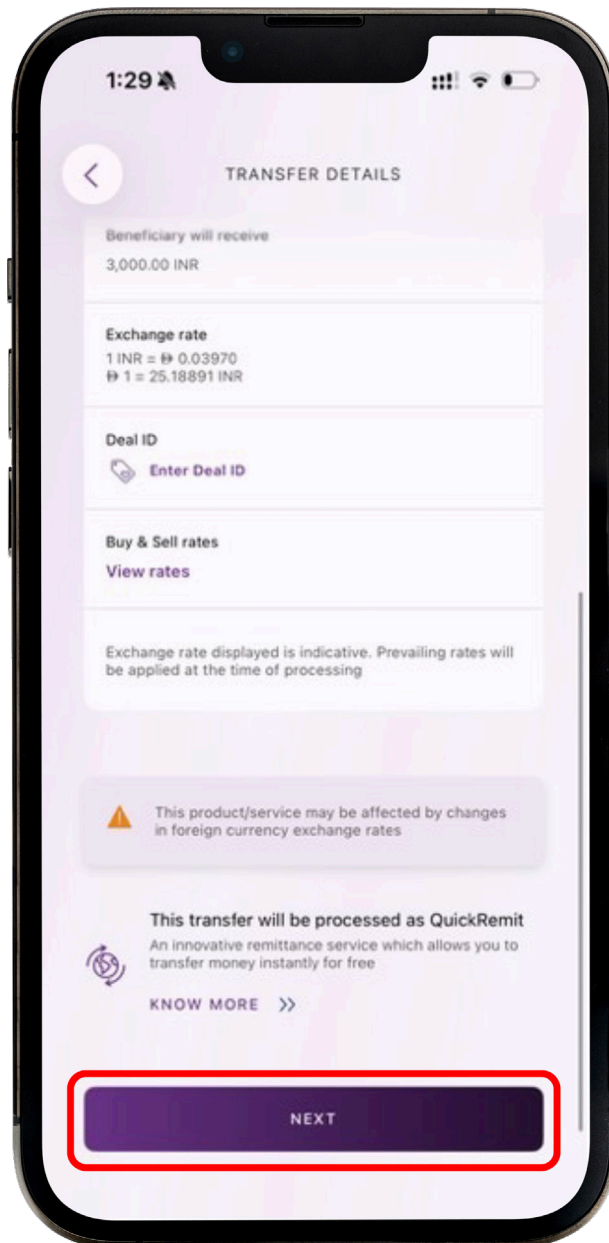 1:29
TRANSFER DETAILS
Beneficiary will receive
3,000.00 INR
Exchange rate
1 INR = Ð 0.03970
Ð 1 = 25.18891 INR
Deal ID
Enter Deal ID
Buy & Sell rates
View rates
Exchange rate displayed is indicative. Prevailing rates will
be applied at the time of processing
This product/service may be affected by changes
in foreign currency exchange rates
This transfer will be processed as QuickRemit
An innovative remittance service which allows you to
transfer money instantly for free
KNOW MORE >>
NEXT